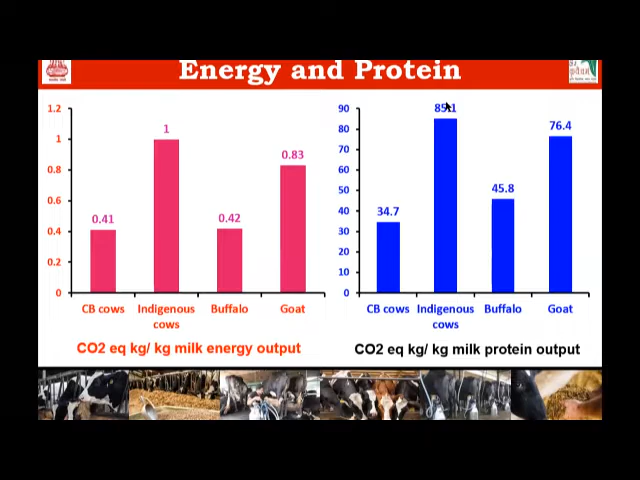 Energy and Protein
1.2
1
0.8
0.6
0.4
0.2
0
0.41
1
0.42
0.83
CB cows
Indigenous cows
Buffalo
Goat
CO2 eq kg/ kg milk energy output
90
80
70
60
50
40
30
20
10
0
34.7
85.1
45.8
76.4
CB cows
Indigenous cows
Buffalo
Goat
CO2 eq kg/ kg milk protein output